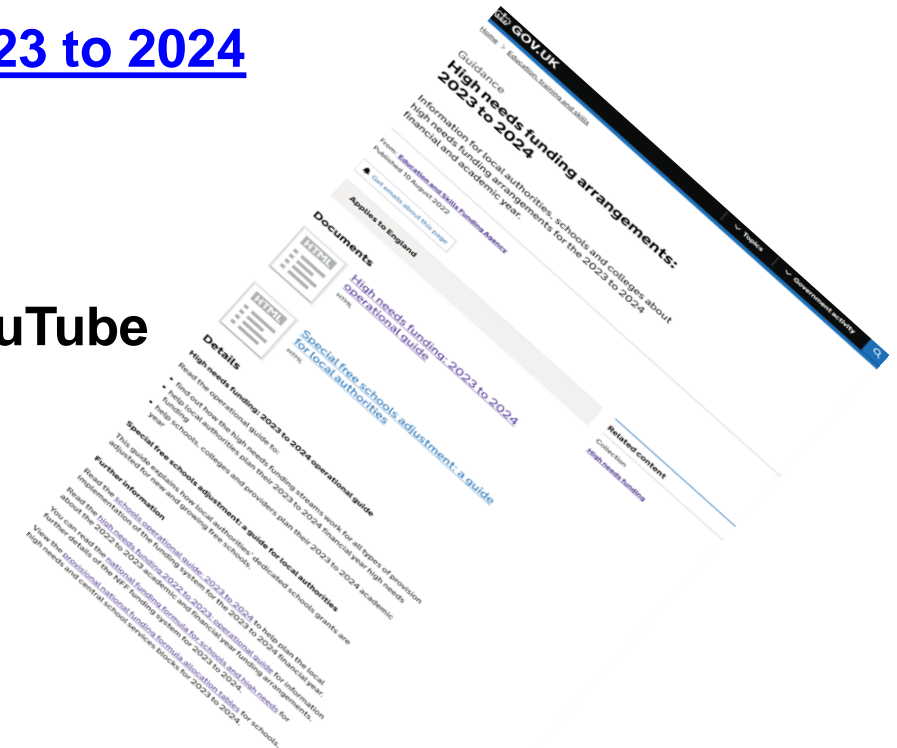 23 to 2024
uTube
GOV.UK
Topics
Government activity
Home > Education, training and skills
Guidance
High needs funding arrangements:
2023 to 2024
Information for local authorities, schools and colleges about
high needs funding arrangements for the 2023 to 2024
financial and academic year.
From: Education and Skills Funding Agency
Published 10 August 2022
Get emails about this page
Applies to England
Documents
HTML
High needs funding: 2023 to 2024
operational guide
HTML
HTML
Special free schools adjustment: a guide
for local authorities
HTML
Related content
Collection
High needs funding
Details
High needs funding: 2023 to 2024 operational guide
Read the operational guide to:
• find out how the high needs funding streams work for all types of provision
• help local authorities plan their 2023 to 2024 financial year high needs
funding
• help schools, colleges and providers plan their 2023 to 2024 academic
year
Special free schools adjustment: a guide for local authorities
This guide explains how local authorities' dedicated schools grants are
adjusted for new and growing free schools.
Further information
Read the schools operational guide: 2023 to 2024 to help plan the local
implementation of the funding system for the 2023 to 2024 financial year.
Read the high needs funding 2022 to 2023: operational guide for information
about the 2022 to 2023 academic and financial year funding arrangements.
You can read the national funding formula for schools and high needs for
further details of the NFF funding system for 2023 to 2024.
View the provisional national funding formula allocation tables for schools,
high needs and central school services blocks for 2023 to 2024.